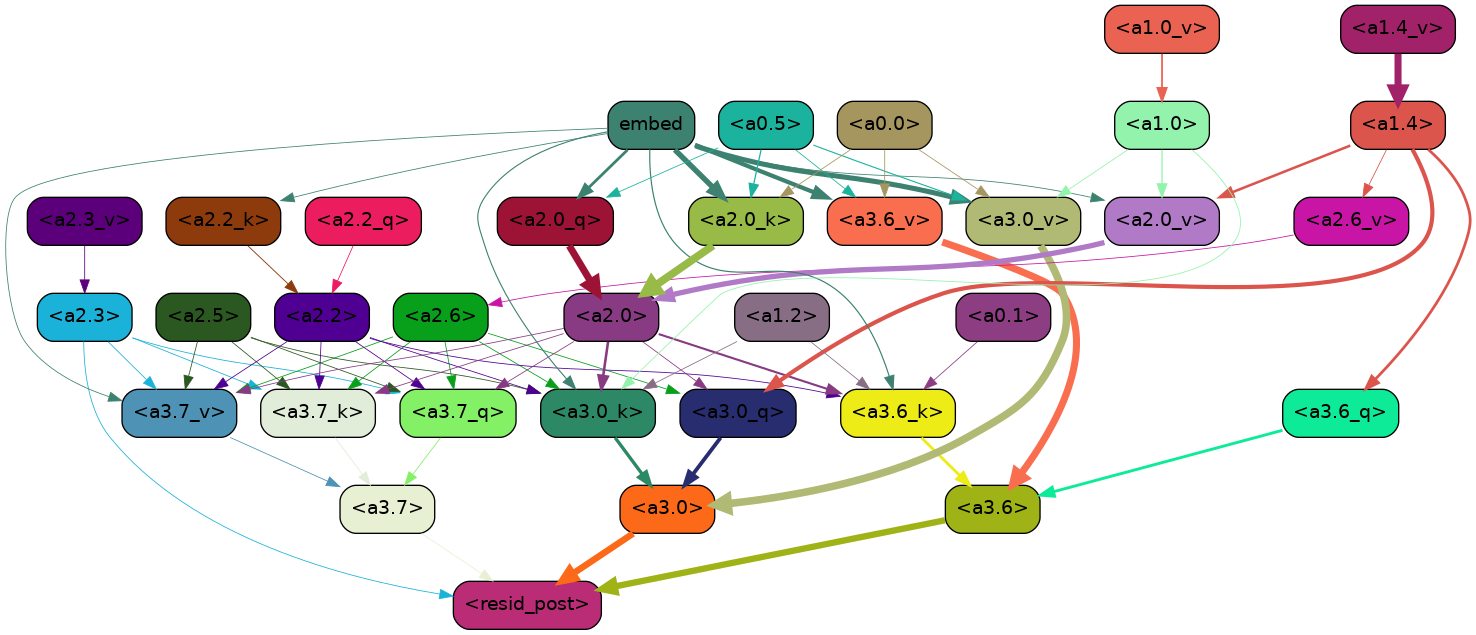 <a1.0_v>
<a1.4_v>
embed
<a0.5>
<a0.0>
<a1.0>
<a1.4>
<a2.3_v>
<a2.2_k>
<a2.2_q>
<a2.0_q>
<a2.0_k>
<a3.6_v>
<a3.0_v>
<a2.0_v>
<a2.6_v>
<a2.3>
<a2.5>
<a2.2>
<a2.6>
<a2.0>
<a1.2>
<a0.1>
<a3.7_v>
<a3.7_k>
<a3.7_q>
<a3.0_k>
<a3.0_q>
<a3.6_k>
<a3.6_q>
<a3.7>
<a3.0>
<a3.6>
<resid_post>